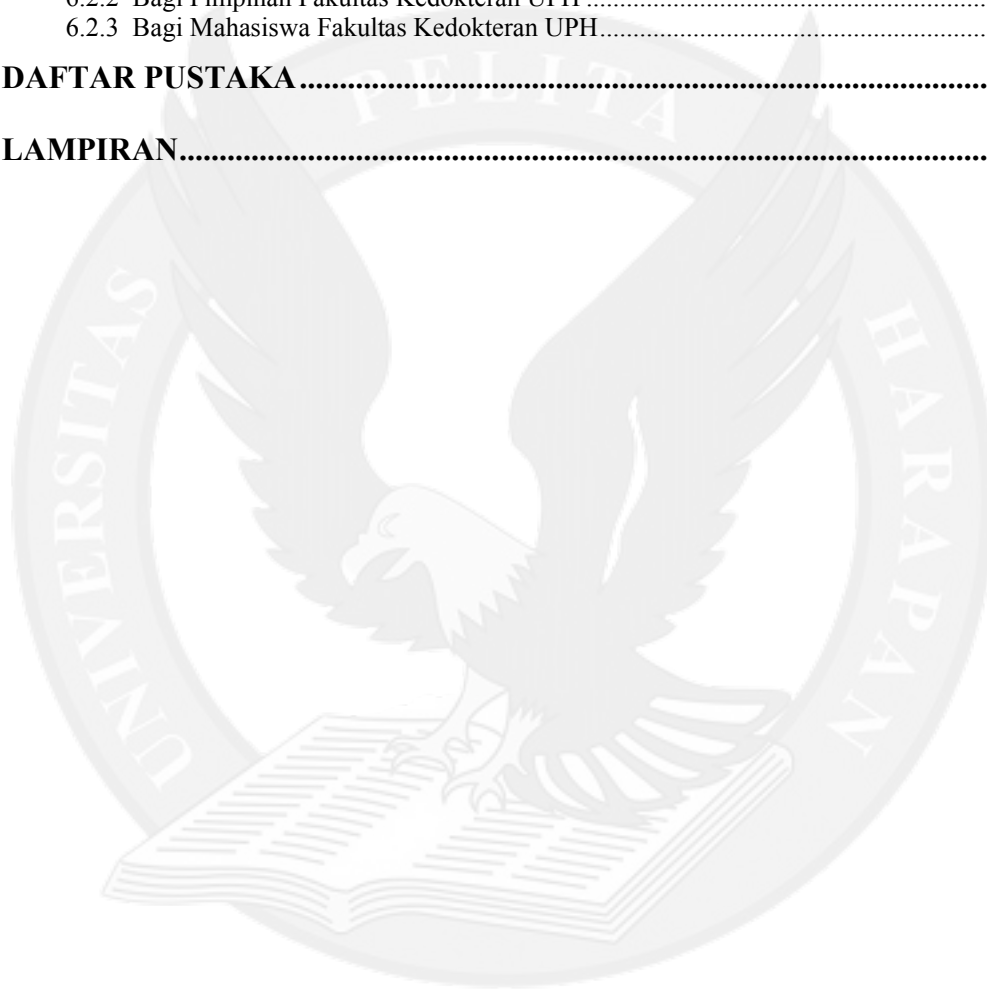 6.2.2 Bagi Pimpinan Fakultas Kedokteran UPH ..........................................................
6.2.3 Bagi Mahasiswa Fakultas Kedokteran UPH..........................................................
DAFTAR PUSTAKA......................................................................................
LAMPIRAN.....................................................................................................
UNIVERSITAS PELITA HARAPAN